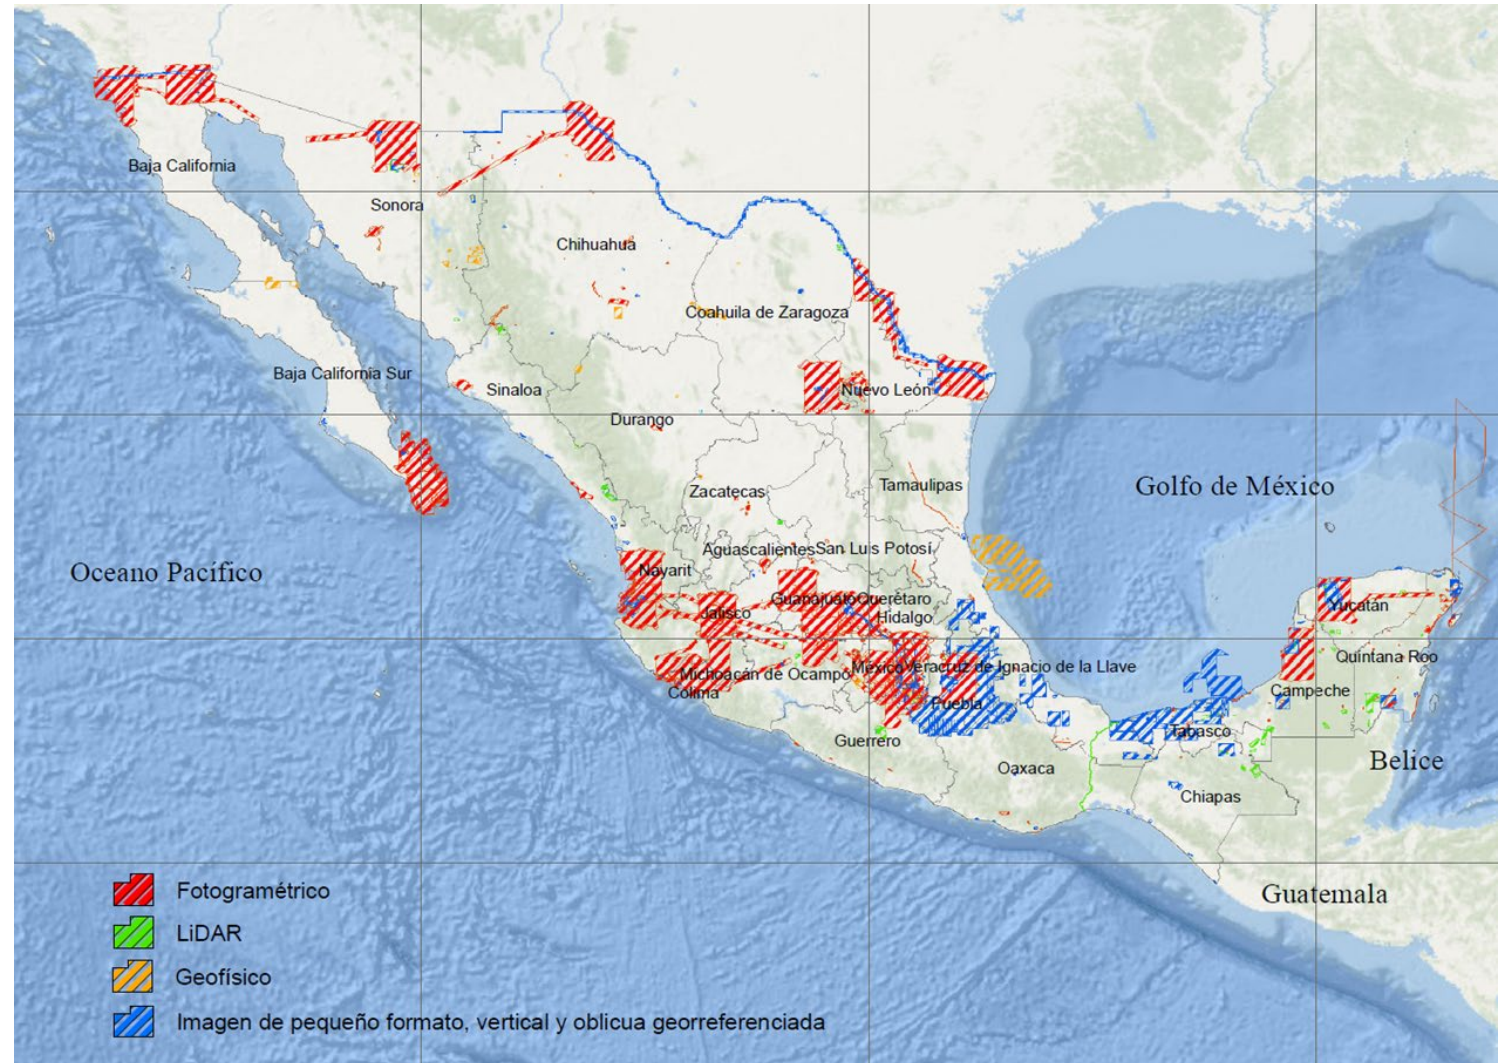 Baja California
Sonora
Chihuahua
Coahuila de Zaragoza
Baja California Sur
Sinaloa
Nuevo León
Durango
Zacatecas
Tamaulipas
Golfo de México
Aguascalientes
San Luis Potosí
Oceano Pacífico
Nayarit
Guanajuato
Querétaro
Jalisco
Hidalgo
Yucatán
Quintana Roo
México
Veracruz de Ignacio de la Llave
Michoacán de Ocampo
Colima
Campeche
Puebla
Tabasco
Guerrero
Belice
Oaxaca
Chiapas
Guatemala
Fotogramétrico
LiDAR
Geofísico
Imagen de pequeño formato, vertical y oblicua georreferenciada